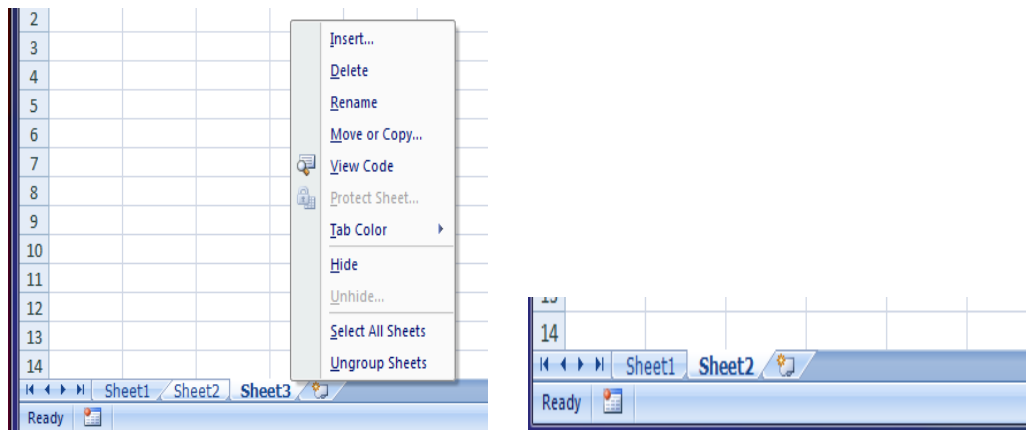 2
3
4
5
6
7
8
9
10
11
12
13
14
Insert...
Delete
Rename
Move or Copy...
View Code
Protect Sheet...
Tab Color
Hide
Unhide...
Select All Sheets
Ungroup Sheets
Sheet1 Sheet2 Sheet3
Ready
14
Sheet1 Sheet2
Ready